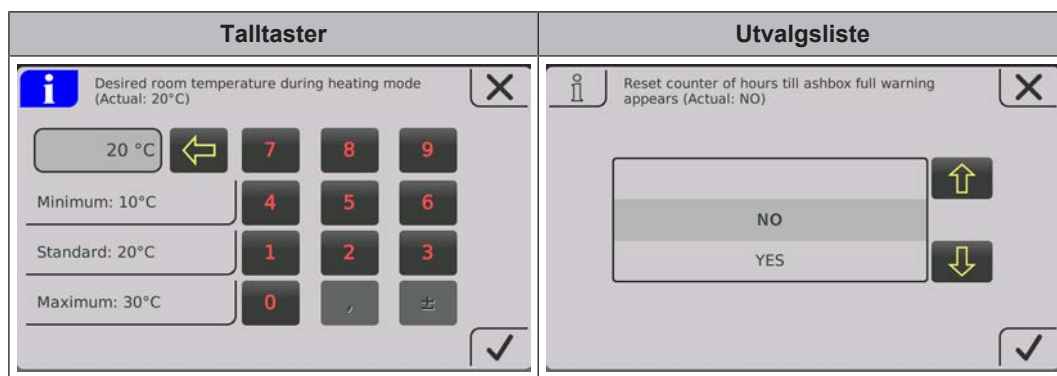 Talltaster
Utvalgsliste
i
Desired room temperature during heating mode
(Actual: 20°C)
20 °C
7 8 9
Minimum: 10°C
4 5 6
Standard: 20°C
1 2 3
Maximum: 30°C
0 , ±
i
Reset counter of hours till ashbox full warning
appears (Actual: NO)
NO
YES